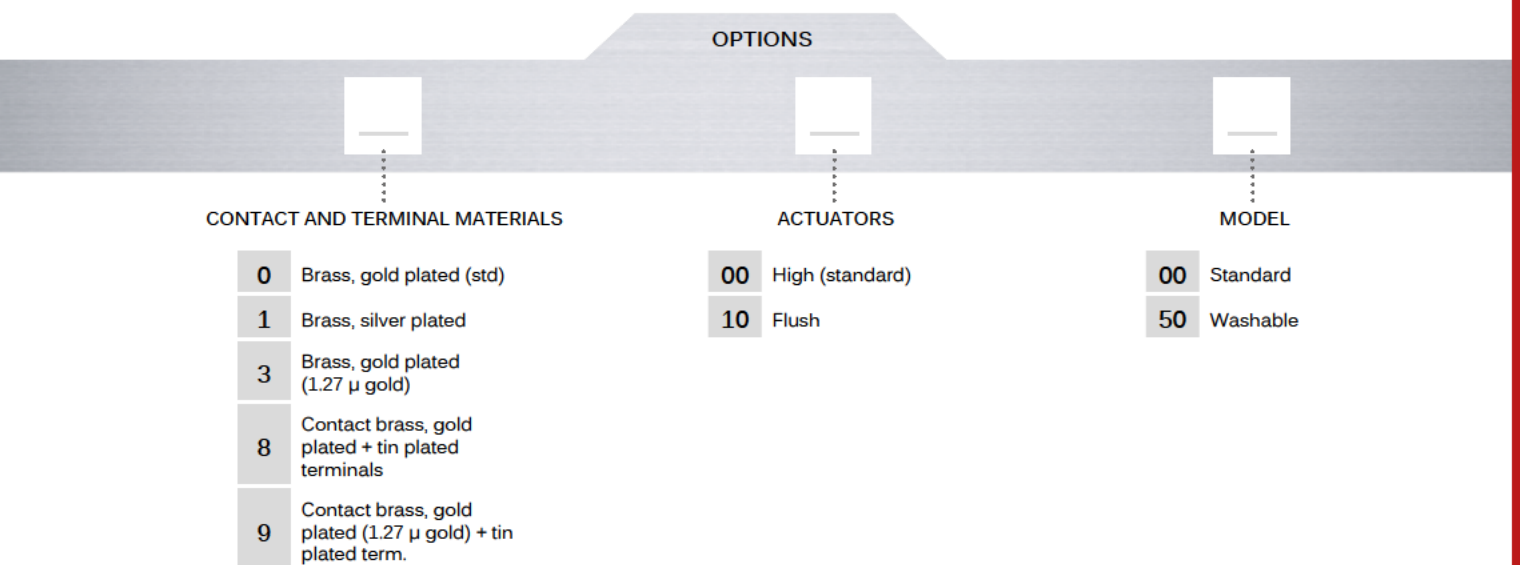 OPTIONS
CONTACT AND TERMINAL MATERIALS
0 Brass, gold plated (std)
1 Brass, silver plated
3 Brass, gold plated
(1.27 µ gold)
8 Contact brass, gold
plated + tin plated
terminals
9 Contact brass, gold
plated (1.27 µ gold) + tin
plated term.
ACTUATORS
00 High (standard)
10 Flush
MODEL
00 Standard
50 Washable